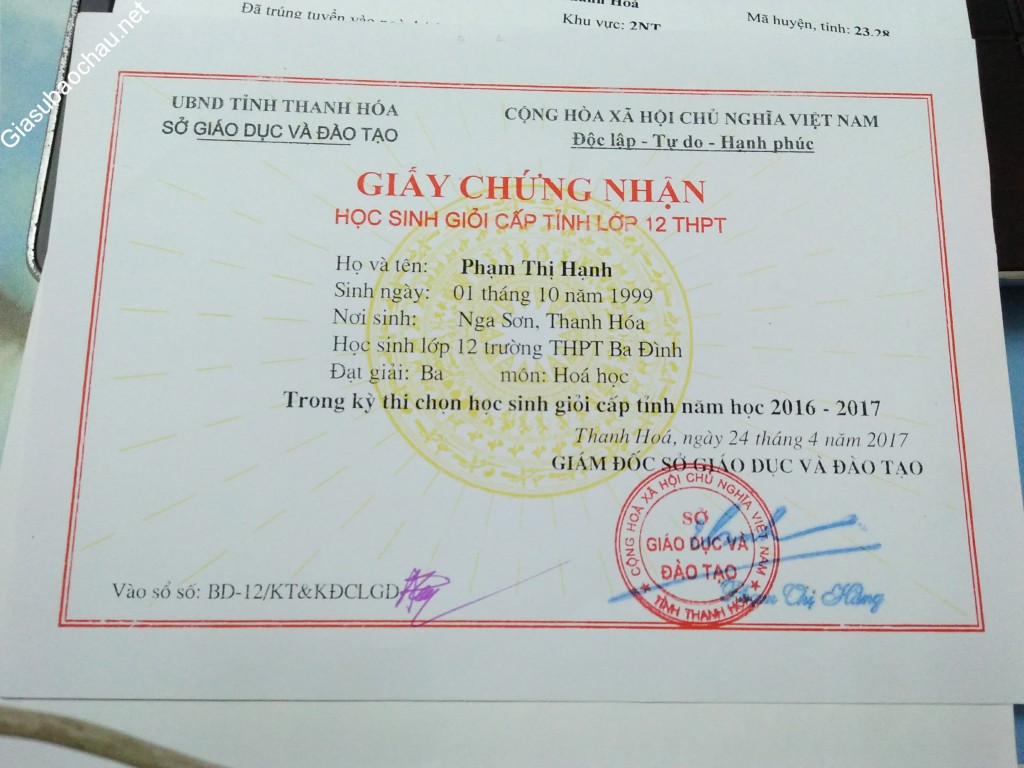 Giasubaochau.net
Đã trúng tuyển vào
Khu vực: 2NT
Mã huyện, tỉnh: 23.28
UBND TỈNH THANH HÓA
SỞ GIÁO DỤC VÀ ĐÀO TẠO
CỘNG HÒA XÃ HỘI CHỦ NGHĨA VIỆT NAM
Độc lập - Tự do - Hạnh phúc
GIẤY CHỨNG NHẬN
HỌC SINH GIỎI CẤP TỈNH LỚP 12 THPT
Họ và tên: Phạm Thị Hạnh
Sinh ngày: 01 tháng 10 năm 1999
Nơi sinh: Nga Sơn, Thanh Hóa
Học sinh lớp 12 trường THPT Ba Đình
Đạt giải: Ba môn: Hoá học
Trong kỳ thi chọn học sinh giỏi cấp tỉnh năm học 2016 - 2017
Thanh Hoá, ngày 24 tháng 4 năm 2017
GIÁM ĐỐC SỞ GIÁO DỤC VÀ ĐÀO TẠO
CỘNG HOÀ XÃ HỘI CHỦ NGHĨA VIỆT NAM
SỞ
GIÁO DỤC VÀ
ĐÀO TẠO
TỈNH THANH HÓA
Thị Hằng
Vào sổ số: BD-12/KT&KĐCLGD